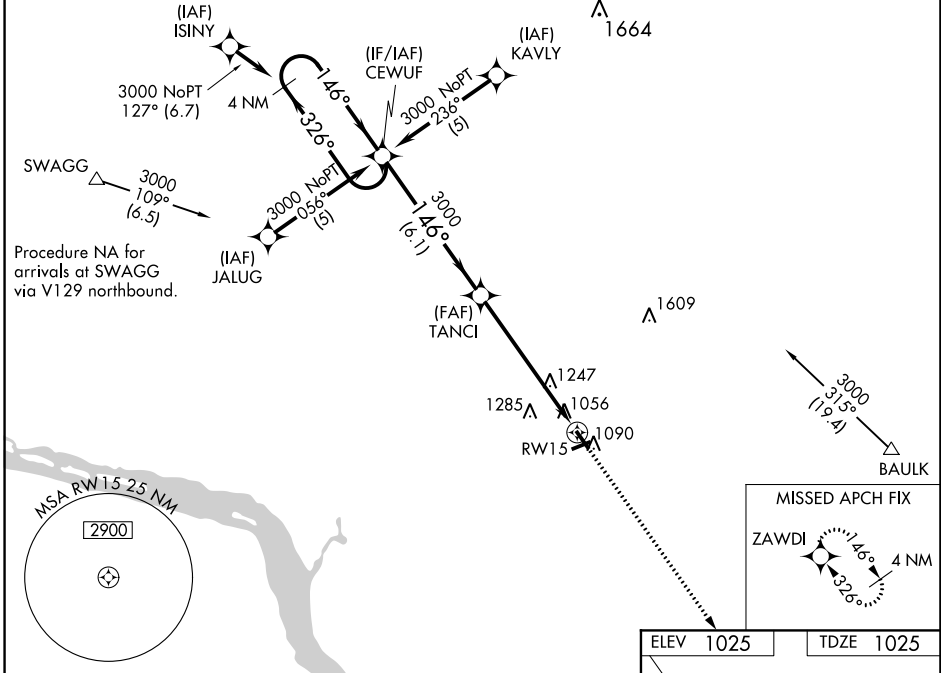 (IAF)
ISINY
3000 NoPT
127° (6.7)
4 NM
146°
326°
(IF/IAF)
CEWUF
(IAF)
KAVLY
1664
3000 NoPT
236°
(5)
SWAGG
3000
109°
(6.5)
3000 NoPT
056°
(5)
(IAF)
JALUG
Procedure NA for
arrivals at SWAGG
via V129 northbound.
3000
146°
(6.1)
(FAF)
TANCI
1609
1247
1285
1056
1090
RW15
3000
315°
(19.4)
BAULK
MSA RW15 25 NM
2900
MISSED APCH FIX
ZAWDI
146°
4 NM
326°
ELEV 1025
TDZE 1025